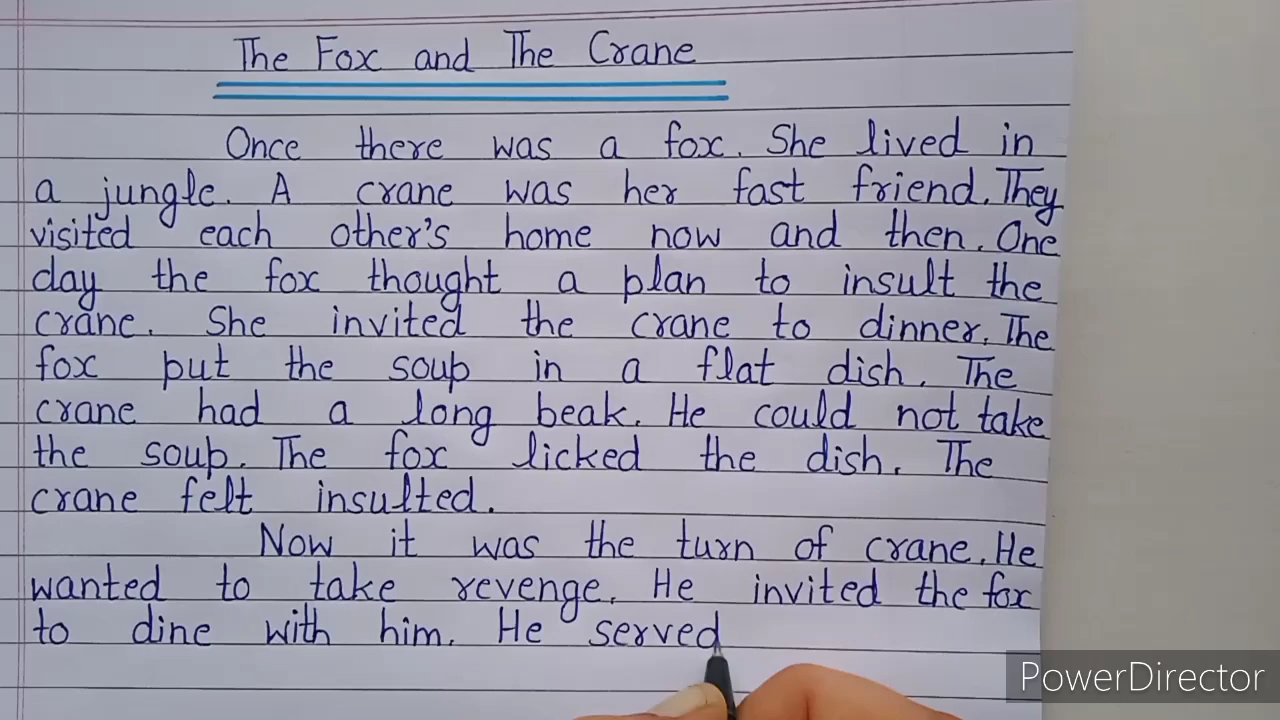 The Fox and The Crane
Once there was a fox. She lived in
a jungle. A crane was her fast friend. They
visited each other's home now and then. One
day the fox thought a plan to insult the
crane. She invited the crane to dinner. The
fox put the soup in a flat dish. The
crane had a long beak. He could not take
the soup. The fox licked the dish. The
crane felt insulted.
Now it was the turn of crane. He
wanted to take revenge. He invited the fox
to dine with him. He served
PowerDirector